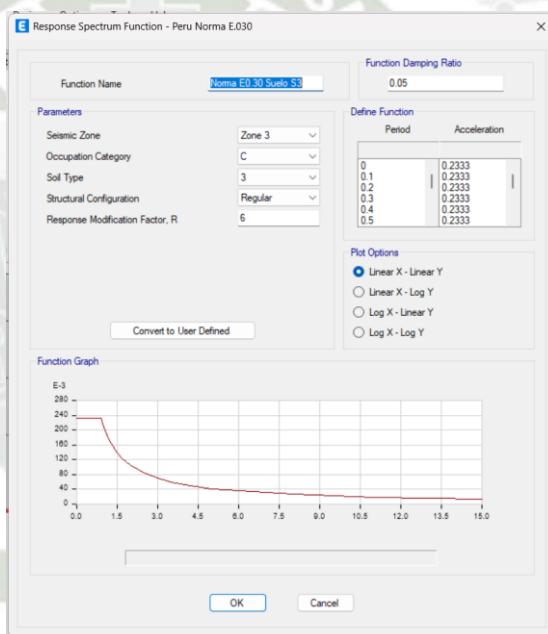 Response Spectrum Function - Peru Norma E.030
Function Name
Norma E0.30 Suelo S3
Function Damping Ratio
0.05
Parameters
Seismic Zone
Zone 3
Occupation Category
C
Soil Type
3
Structural Configuration
Regular
Response Modification Factor, R
6
Convert to User Defined
Define Function
Period Acceleration
0 0.2333
0.1 0.2333
0.2 0.2333
0.3 0.2333
0.4 0.2333
0.5 0.2333
Plot Options
Linear X - Linear Y
Linear X - Log Y
Log X - Linear Y
Log X - Log Y
Function Graph
E-3
280
240
200
160
120
80
40
0
0.0 1.5 3.0 4.5 6.0 7.5 9.0 10.5 12.0 13.5 15.0
OK Cancel